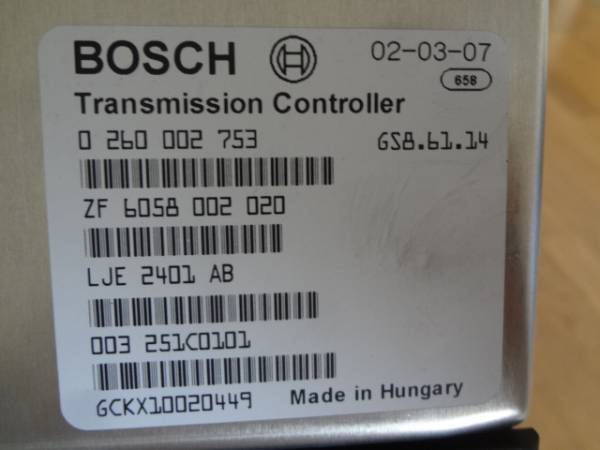 BOSCH 02-03-07
658
Transmission Controller
0 260 002 753 GS8.61.14
ZF 6058 002 020
LJE 2401 AB
003 251C0101
GCKX10020449 Made in Hungary